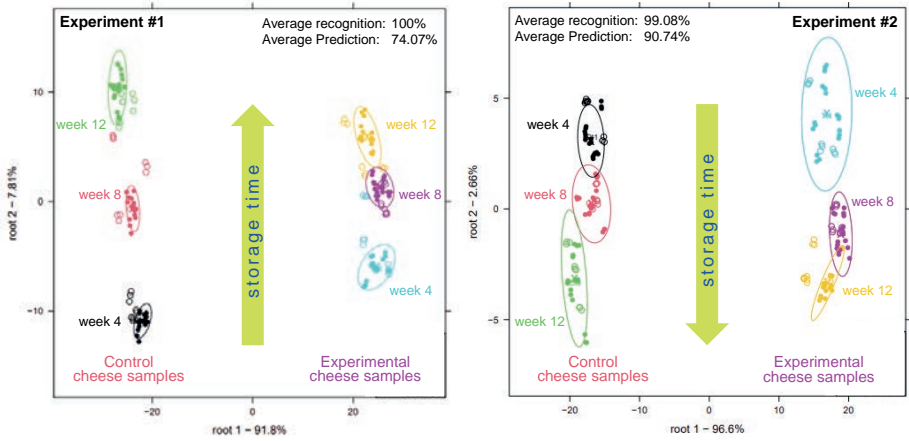 Experiment #1
Average recognition: 100%
Average Prediction: 74.07%
week 12
week 12
week 8
week 8
week 4
week 4
storage time
Control
cheese samples
Experimental
cheese samples
10
0
−10
−20
0
20
root 2 − 7.81%
root 1 − 91.8%
Average recognition: 99.08%
Average Prediction: 90.74%
Experiment #2
week 4
week 4
week 8
week 8
week 12
week 12
storage time
Control
cheese samples
Experimental
cheese samples
5
0
−5
−20
−10
0
10
20
root 2 − 2.66%
root 1 − 96.6%